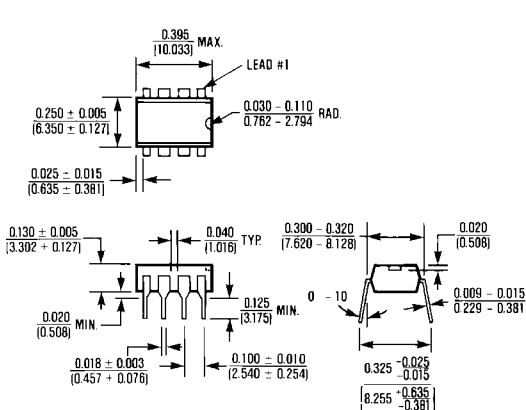 0.395
(10.033) MAX.
LEAD #1
0.250 ± 0.005
(6.350 ± 0.127)
0.030 – 0.110
0.762 – 2.794 RAD.
0.025 ± 0.015
(0.635 ± 0.381)
0.130 ± 0.005
(3.302 + 0.127)
0.040
(1.016) TYP.
0.300 – 0.320
(7.620 – 8.128)
0.020
(0.508)
0.020
(0.508) MIN.
0.125
(3.175) MIN.
0 – 10
0.009 – 0.015
0.229 – 0.381
0.018 ± 0.003
(0.457 + 0.076)
0.100 ± 0.010
(2.540 ± 0.254)
0.325 –0.025
–0.015
8.255 +0.635
–0.381